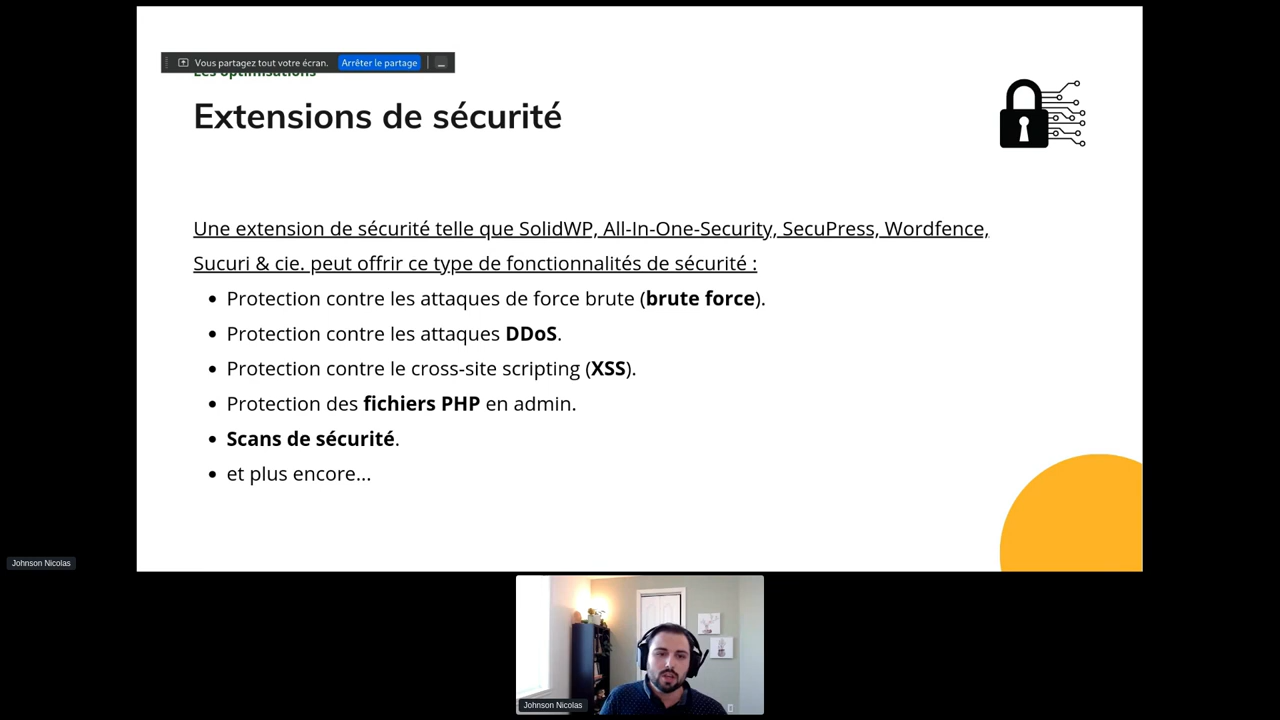 Vous partagez tout votre écran. Arrêter le partage
Les optimisations
Extensions de sécurité
Une extension de sécurité telle que SolidWP, All-In-One-Security, SecuPress, Wordfence,
Sucuri & cie. peut offrir ce type de fonctionnalités de sécurité :
• Protection contre les attaques de force brute (brute force).
• Protection contre les attaques DDoS.
• Protection contre le cross-site scripting (XSS).
• Protection des fichiers PHP en admin.
• Scans de sécurité.
• et plus encore...
Johnson Nicolas
Johnson Nicolas